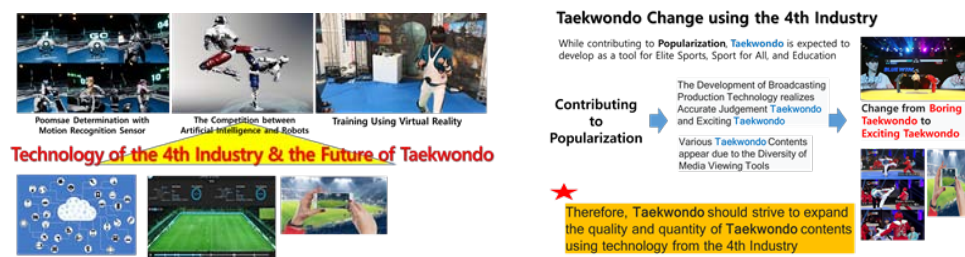 GO
Poomsae Determination with
Motion Recognition Sensor
The Competition between
Artificial Intelligence and Robots
Training Using Virtual Reality
Technology of the 4th Industry & the Future of Taekwondo
Taekwondo Change using the 4th Industry
While contributing to Popularization, Taekwondo is expected to
develop as a tool for Elite Sports, Sport for All, and Education
Contributing
to
Popularization
The Development of Broadcasting
Production Technology realizes
Accurate Judgement Taekwondo
and Exciting Taekwondo
Various Taekwondo Contents
appear due to the Diversity of
Media Viewing Tools
Change from Boring
Taekwondo to
Exciting Taekwondo
Therefore, Taekwondo should strive to expand
the quality and quantity of Taekwondo contents
using technology from the 4th Industry